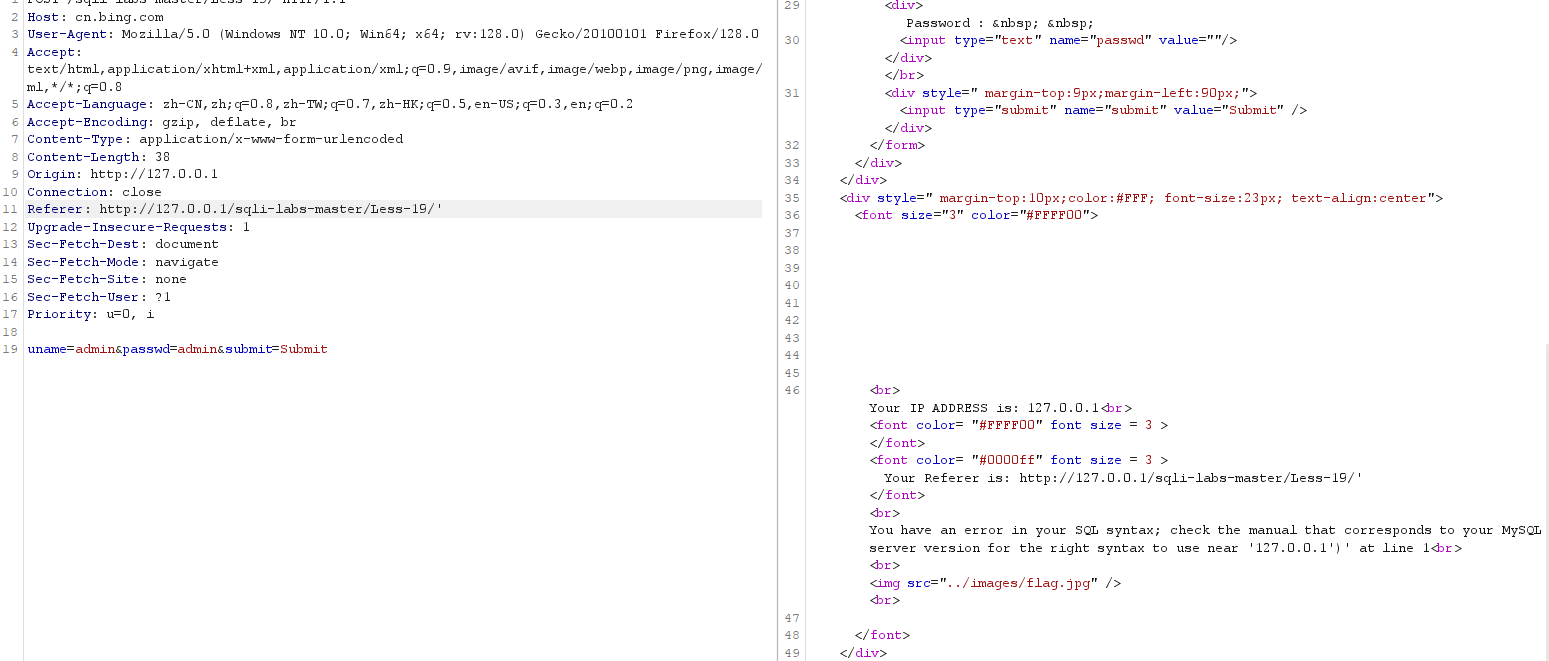 1 POST /sqli-labs-master/Less-19/ HTTP/1.1
2 Host: cn.bing.com
3 User-Agent: Mozilla/5.0 (Windows NT 10.0; Win64; x64; rv:128.0) Gecko/20100101 Firefox/128.0
4 Accept:
text/html,application/xhtml+xml,application/xml;q=0.9,image/avif,image/webp,image/png,image/
ml,*/*;q=0.8
5 Accept-Language: zh-CN,zh;q=0.8,zh-TW;q=0.7,zh-HK;q=0.5,en-US;q=0.3,en;q=0.2
6 Accept-Encoding: gzip, deflate, br
7 Content-Type: application/x-www-form-urlencoded
8 Content-Length: 38
9 Origin: http://127.0.0.1
10 Connection: close
11 Referer: http://127.0.0.1/sqli-labs-master/Less-19/'
12 Upgrade-Insecure-Requests: 1
13 Sec-Fetch-Dest: document
14 Sec-Fetch-Mode: navigate
15 Sec-Fetch-Site: none
16 Sec-Fetch-User: ?1
17 Priority: u=0, i
18
19 uname=admin&passwd=admin&submit=Submit
29 <div>
Password : &nbsp; &nbsp;
30 <input type="text" name="passwd" value=""/>
</div>
</br>
31 <div style=" margin-top:9px;margin-left:90px;">
<input type="submit" name="submit" value="Submit" />
</div>
32 </form>
33 </div>
34 </div>
35 <div style=" margin-top:10px;color:#FFF; font-size:23px; text-align:center">
36 <font size="3" color="#FFFF00">
37
38
39
40
41
42
43
44
45
46 <br>
Your IP ADDRESS is: 127.0.0.1<br>
<font color= "#FFFF00" font size = 3 >
</font>
<font color= "#0000ff" font size = 3 >
Your Referer is: http://127.0.0.1/sqli-labs-master/Less-19/'
</font>
<br>
You have an error in your SQL syntax; check the manual that corresponds to your MySQL
server version for the right syntax to use near '127.0.0.1')' at line 1<br>
<br>
<img src="../images/flag.jpg" />
<br>
47
48 </font>
49 </div>